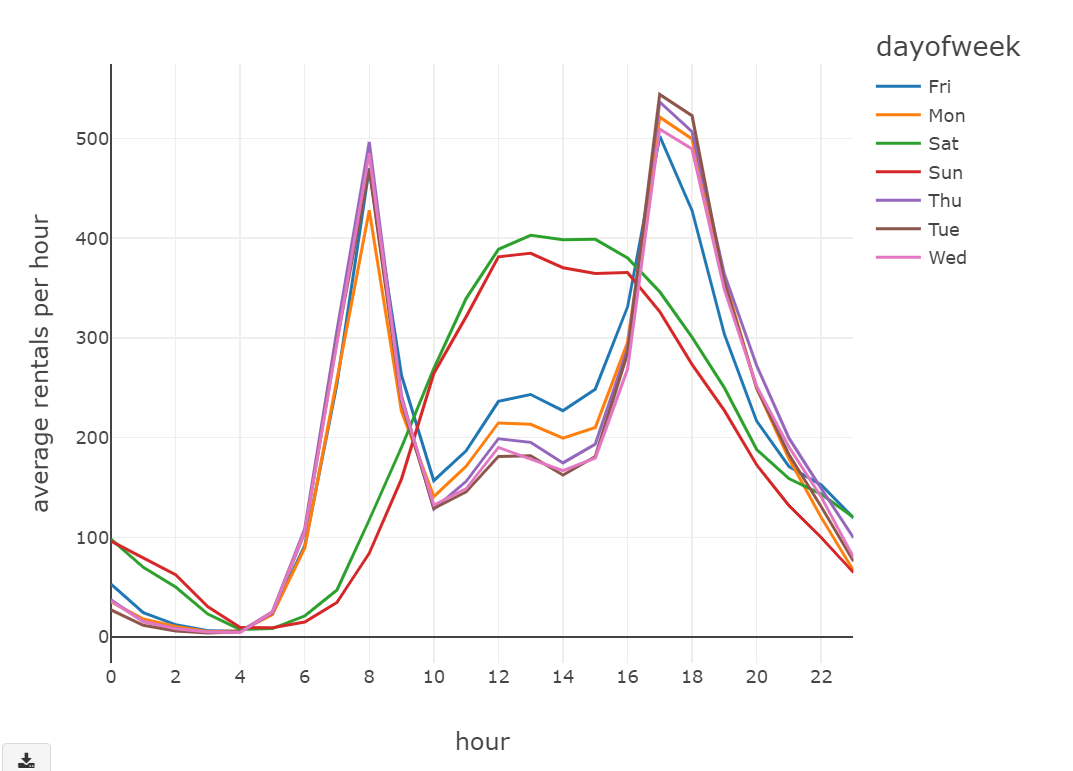 dayofweek
Fri
Mon
Sat
Sun
Thu
Tue
Wed
average rentals per hour
500
400
300
200
100
0
0 2 4 6 8 10 12 14 16 18 20 22
hour